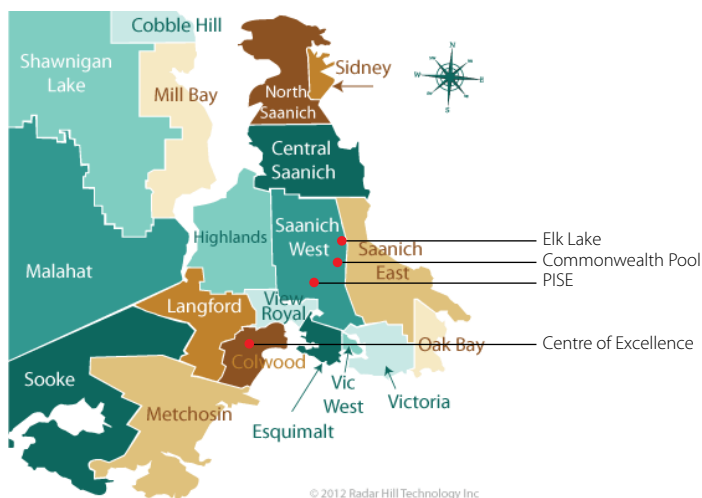 Cobble Hill
Shawnigan
Lake
Mill Bay
North
Saanich
Sidney
N
E
S
W
Central
Saanich
Highlands
Saanich
West
Saanich
East
Elk Lake
Commonwealth Pool
PISE
Malahat
Langford
View
Royal
Colwood
Oak Bay
Centre of Excellence
Sooke
Metchosin
Vic
West
Victoria
Esquimalt
© 2012 Radar Hill Technology Inc